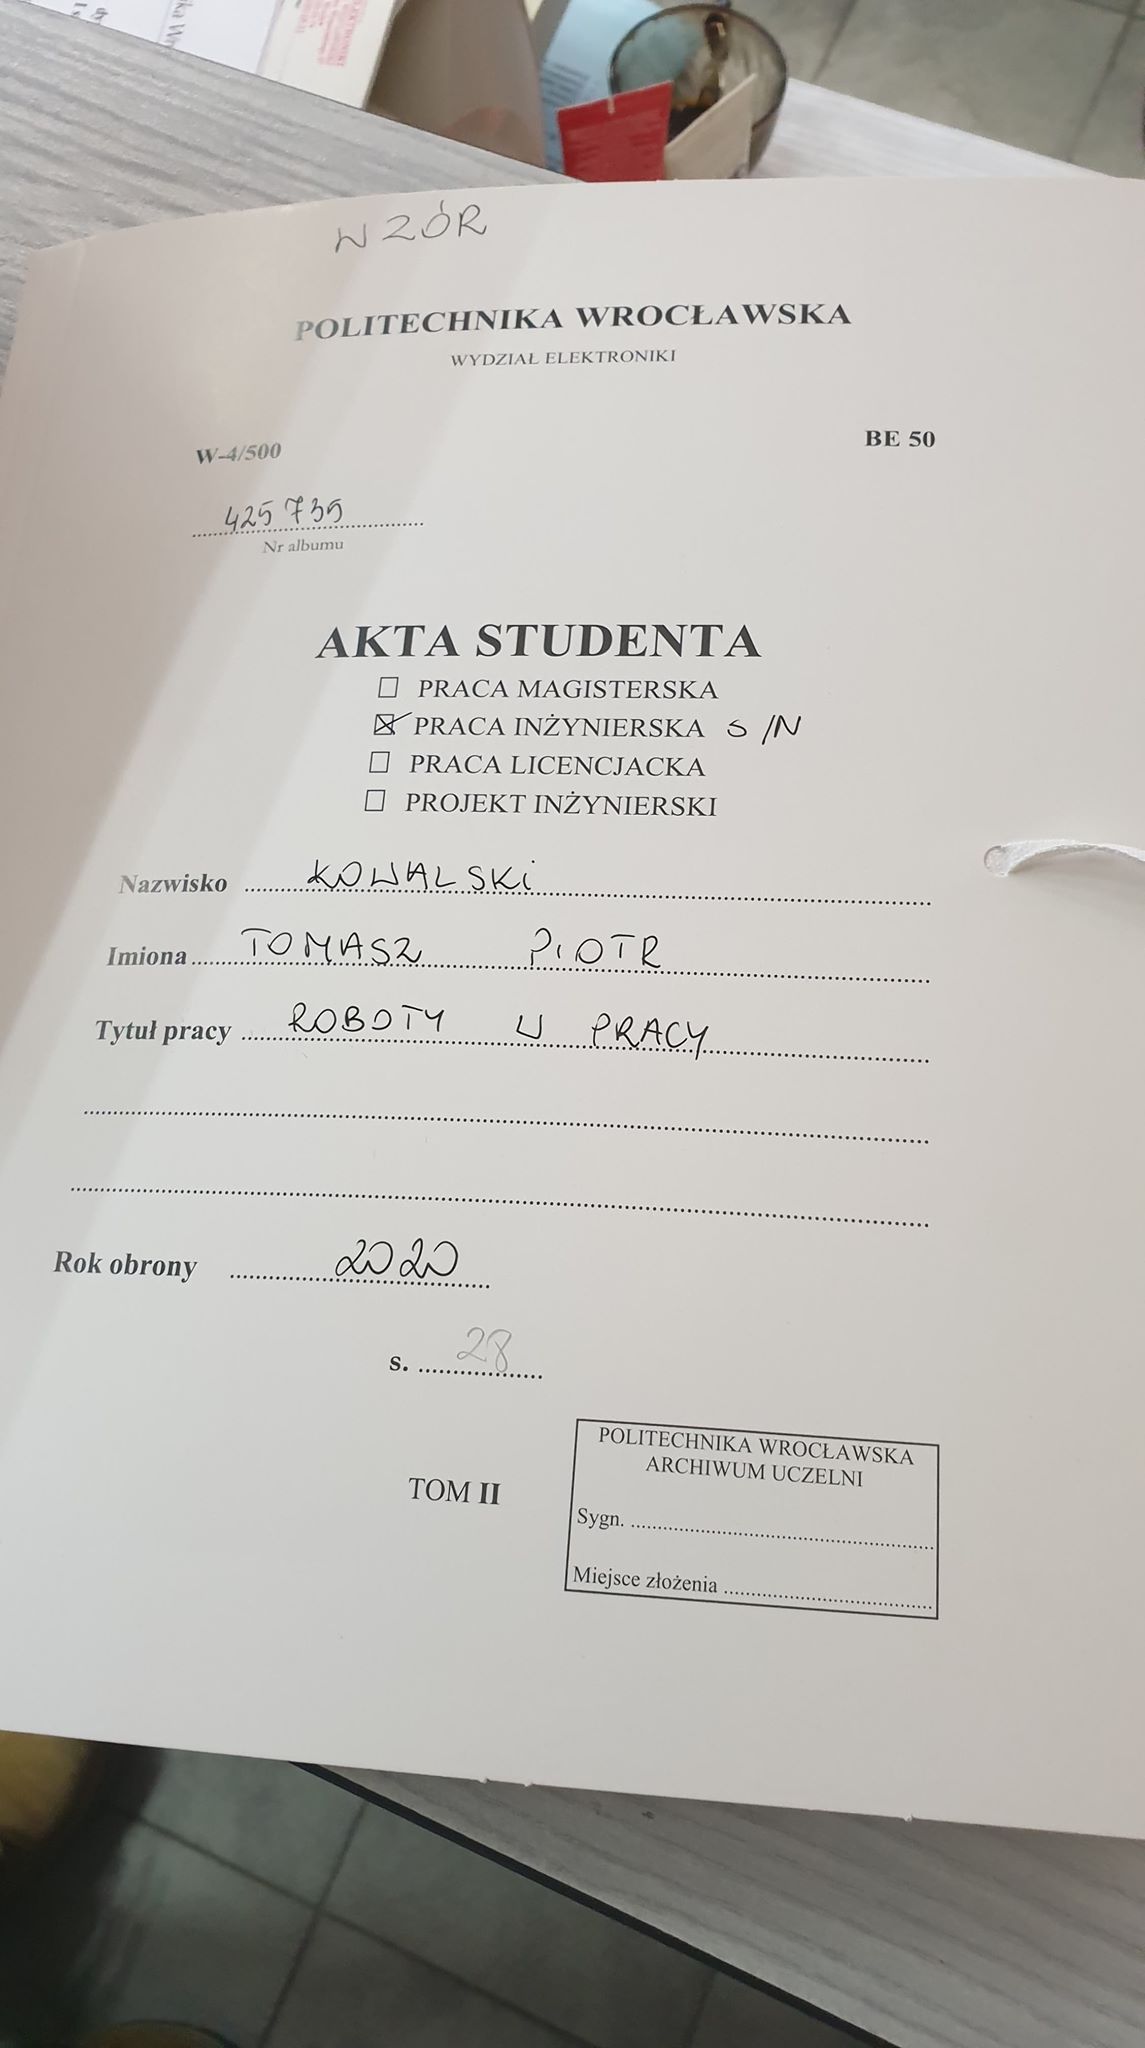 WZÓR
POLITECHNIKA WROCŁAWSKA
WYDZIAŁ ELEKTRONIKI
W-4/500
BE 50
425735
Nr albumu
AKTA STUDENTA
☐ PRACA MAGISTERSKA
☒ PRACA INŻYNIERSKA S/N
☐ PRACA LICENCJACKA
☐ PROJEKT INŻYNIERSKI
Nazwisko KOWALSKi
Imiona TOMASZ PIOTR
Tytuł pracy ROBOTY W PRACY
Rok obrony 2020
s. 28
TOM II
POLITECHNIKA WROCŁAWSKA
ARCHIWUM UCZELNI
Sygn.
Miejsce złożenia